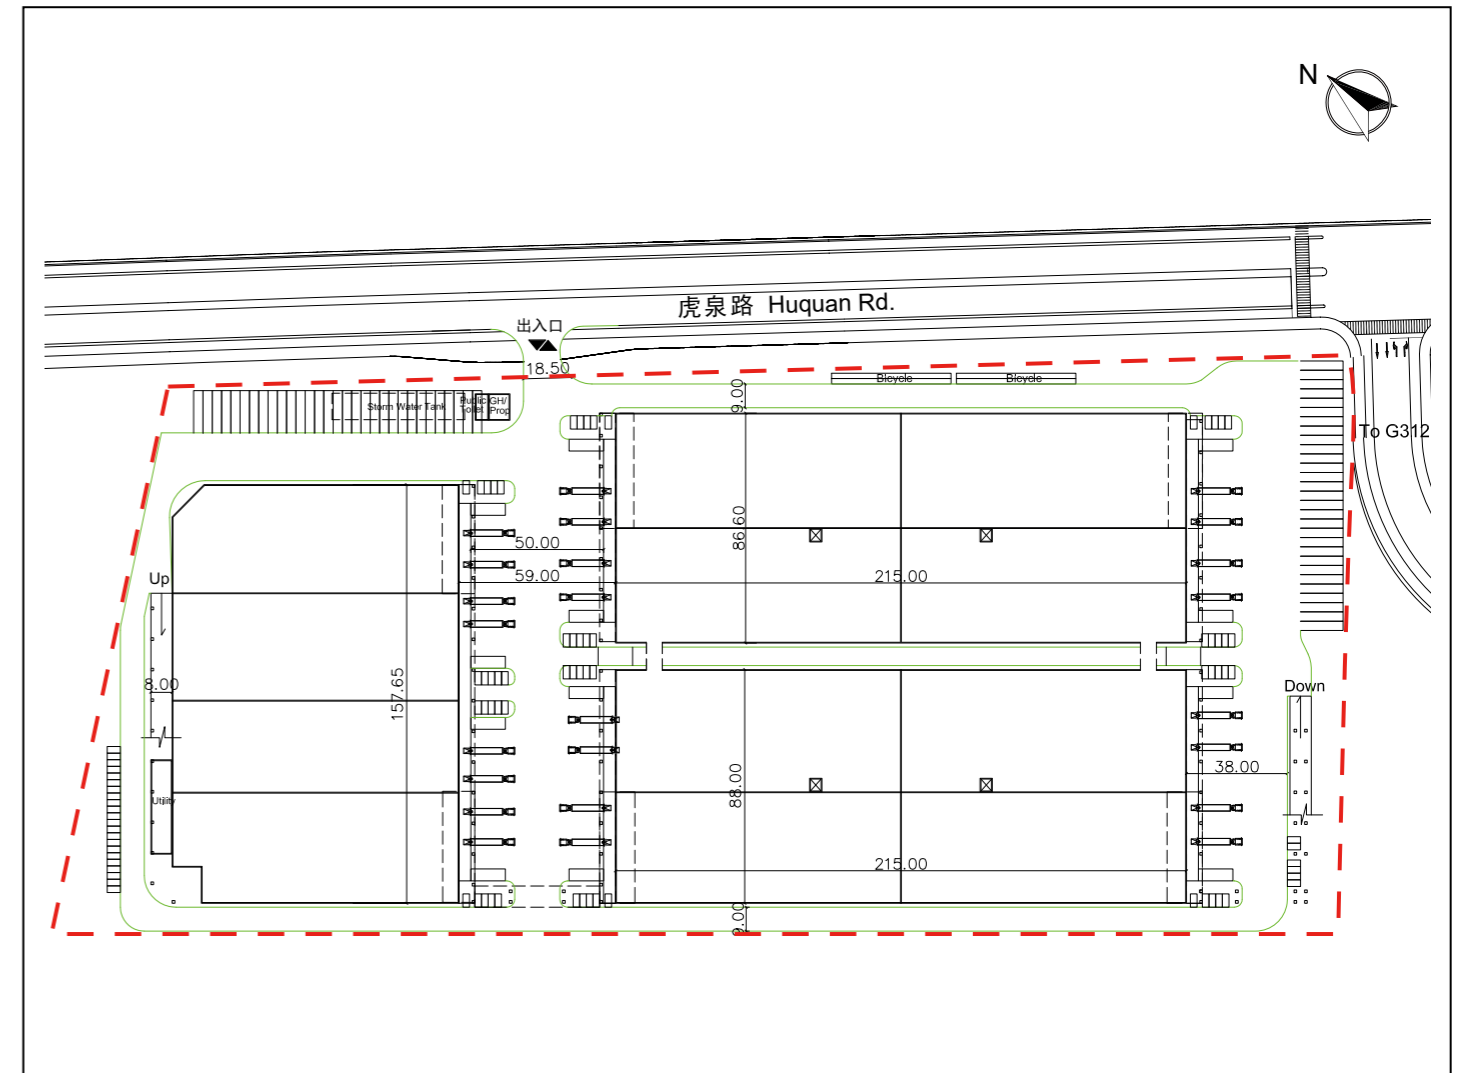 N
虎泉路 Huquan Rd.
出入口
18.50
Bicycle
Bicycle
9.00
Storm Water Tank
Public
Toilet
GH/
Prop
To G312
50.00
86.60
59.00
215.00
Up
8.00
157.65
Down
38.00
88.00
Utility
215.00
9.00